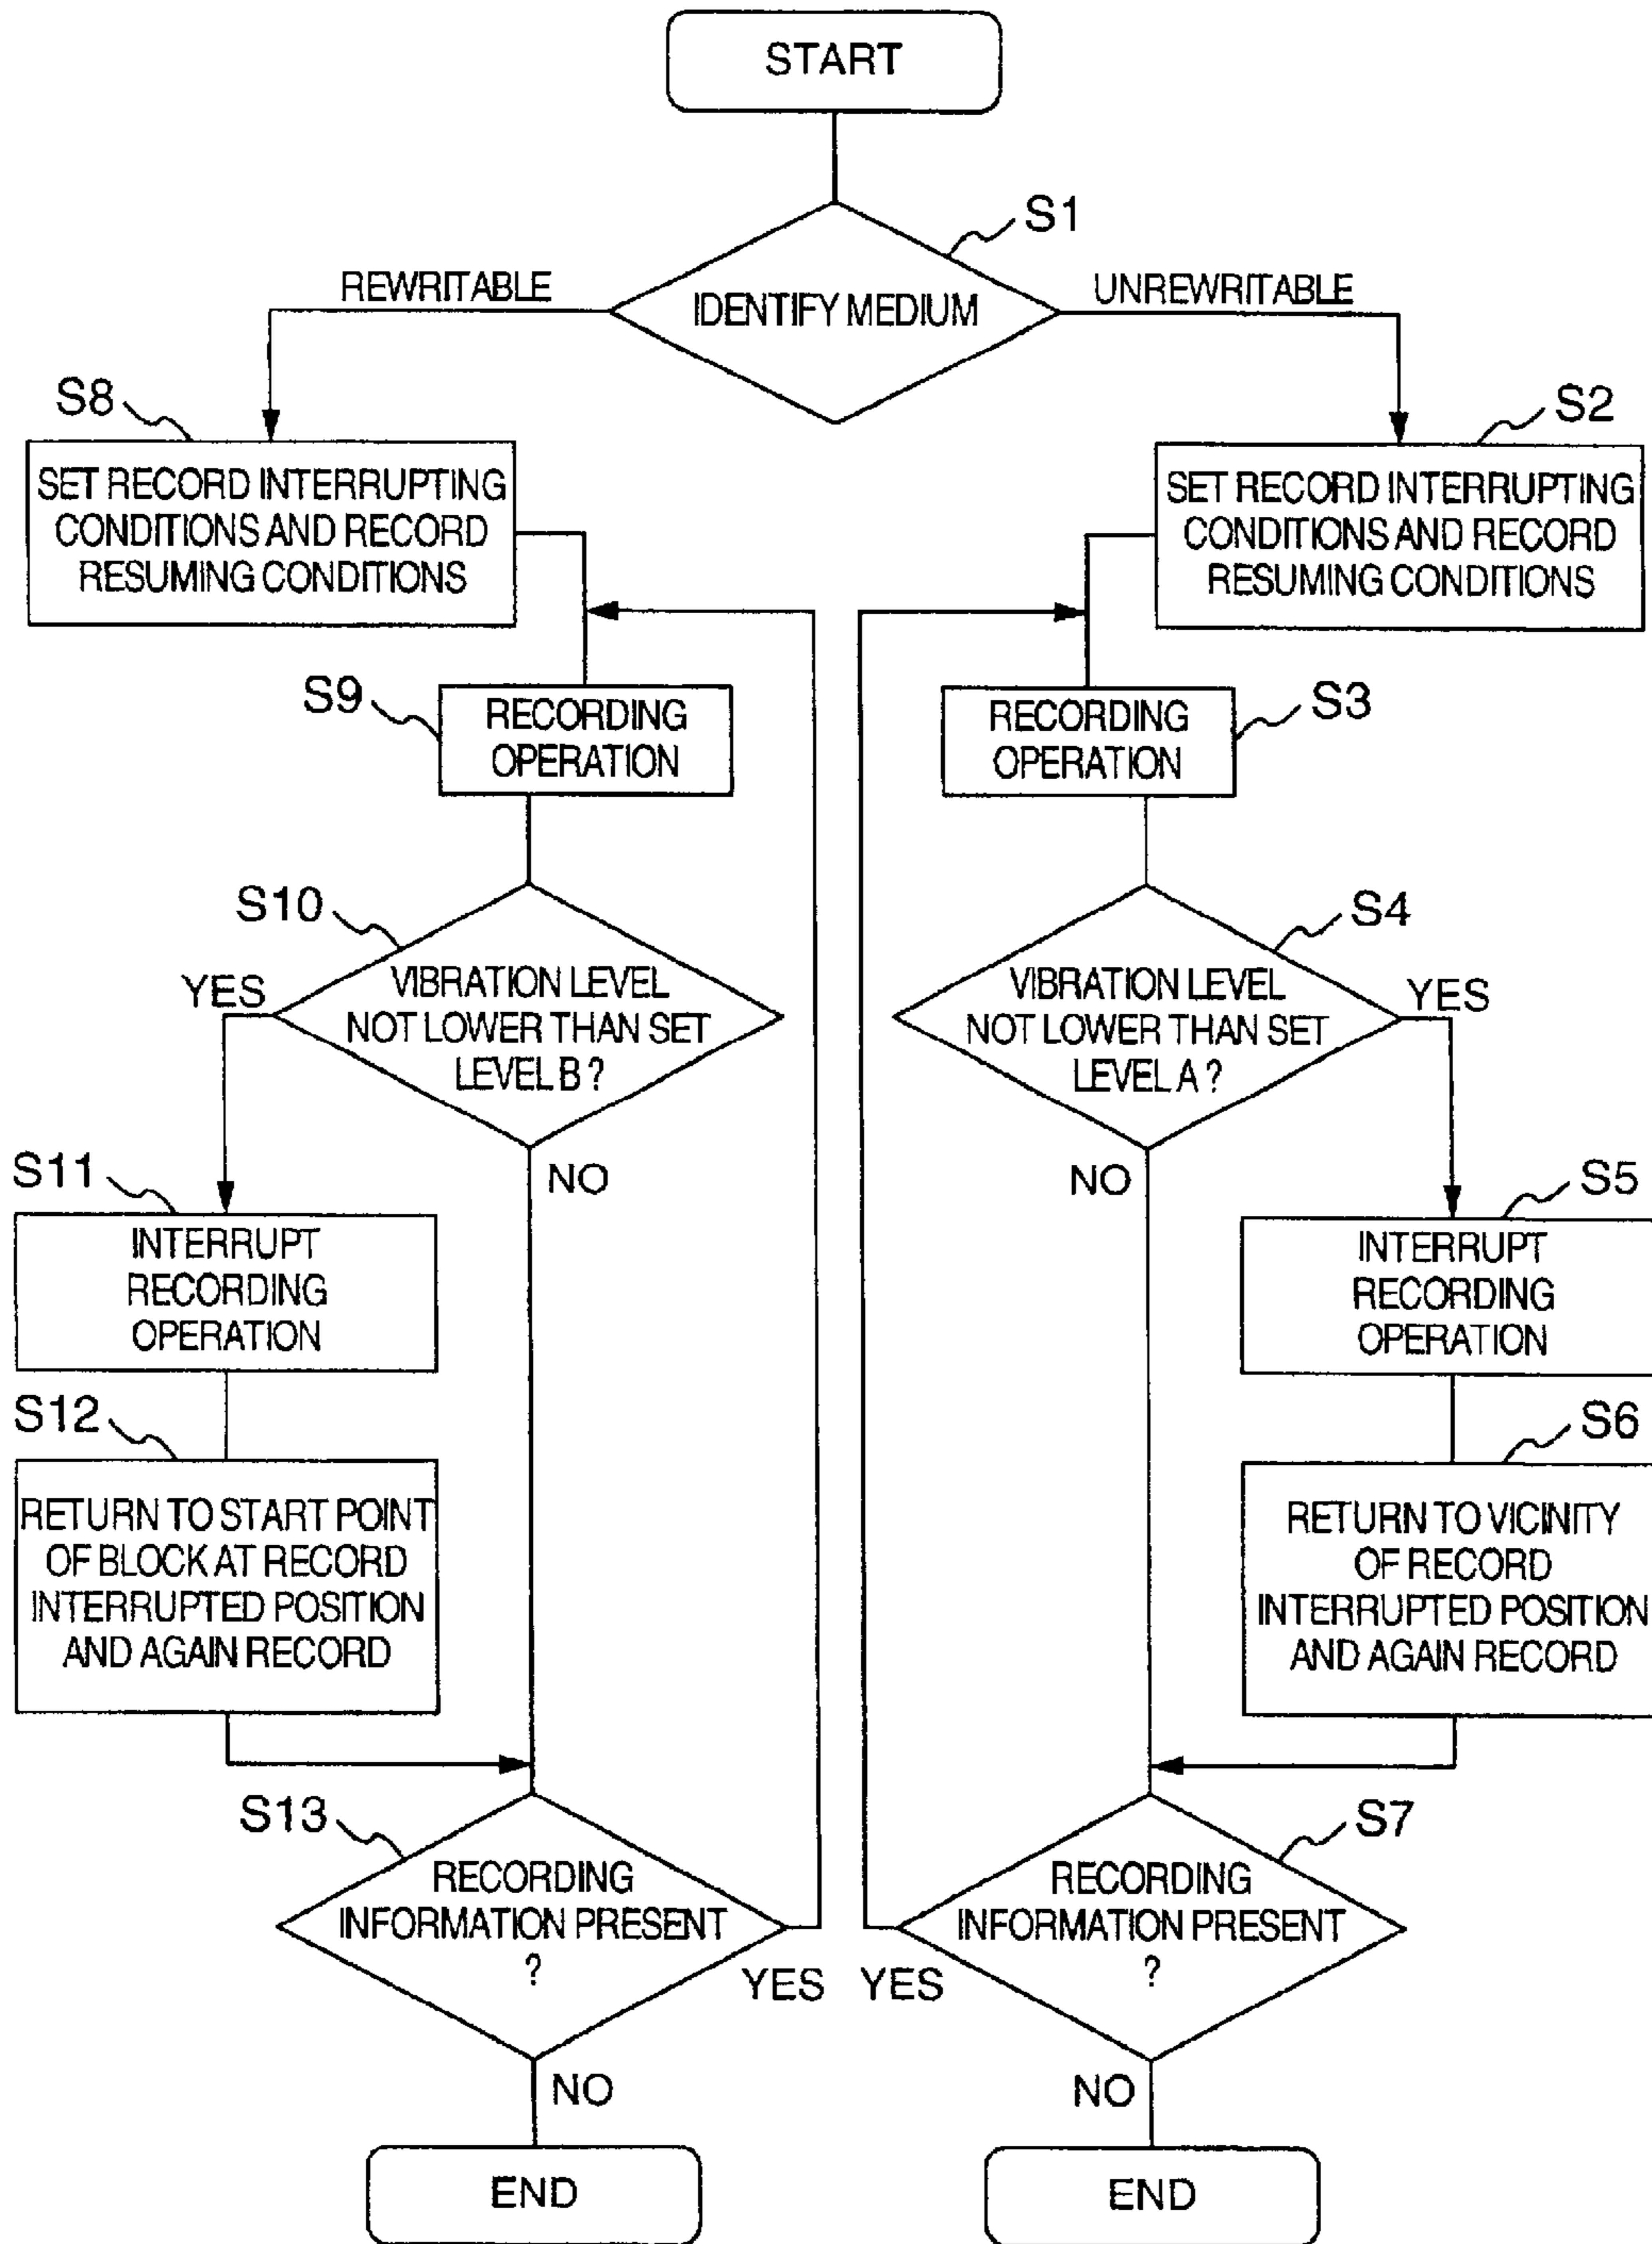 START
S1
REWRITABLE
UNREWRITABLE
IDENTIFY MEDIUM
S8
S2
SET RECORD INTERRUPTING
CONDITIONS AND RECORD
RESUMING CONDITIONS
SET RECORD INTERRUPTING
CONDITIONS AND RECORD
RESUMING CONDITIONS
S9
RECORDING
OPERATION
RECORDING
OPERATION
S3
S10
S4
YES
VIBRATION LEVEL
NOT LOWER THAN SET
LEVEL B ?
VIBRATION LEVEL
NOT LOWER THAN SET
LEVEL A ?
YES
S11
NO
NO
S5
INTERRUPT
RECORDING
OPERATION
INTERRUPT
RECORDING
OPERATION
S12
S6
RETURN TO START POINT
OF BLOCK AT RECORD
INTERRUPTED POSITION
AND AGAIN RECORD
RETURN TO VICINITY
OF RECORD
INTERRUPTED POSITION
AND AGAIN RECORD
S13
S7
RECORDING
INFORMATION PRESENT
?
RECORDING
INFORMATION PRESENT
?
YES
YES
NO
NO
END
END